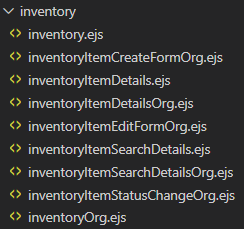 inventory
inventory.ejs
inventoryItemCreateFormOrg.ejs
inventoryItemDetails.ejs
inventoryItemDetailsOrg.ejs
inventoryItemEditFormOrg.ejs
inventoryItemSearchDetails.ejs
inventoryItemSearchDetailsOrg.ejs
inventoryItemStatusChangeOrg.ejs
inventoryOrg.ejs